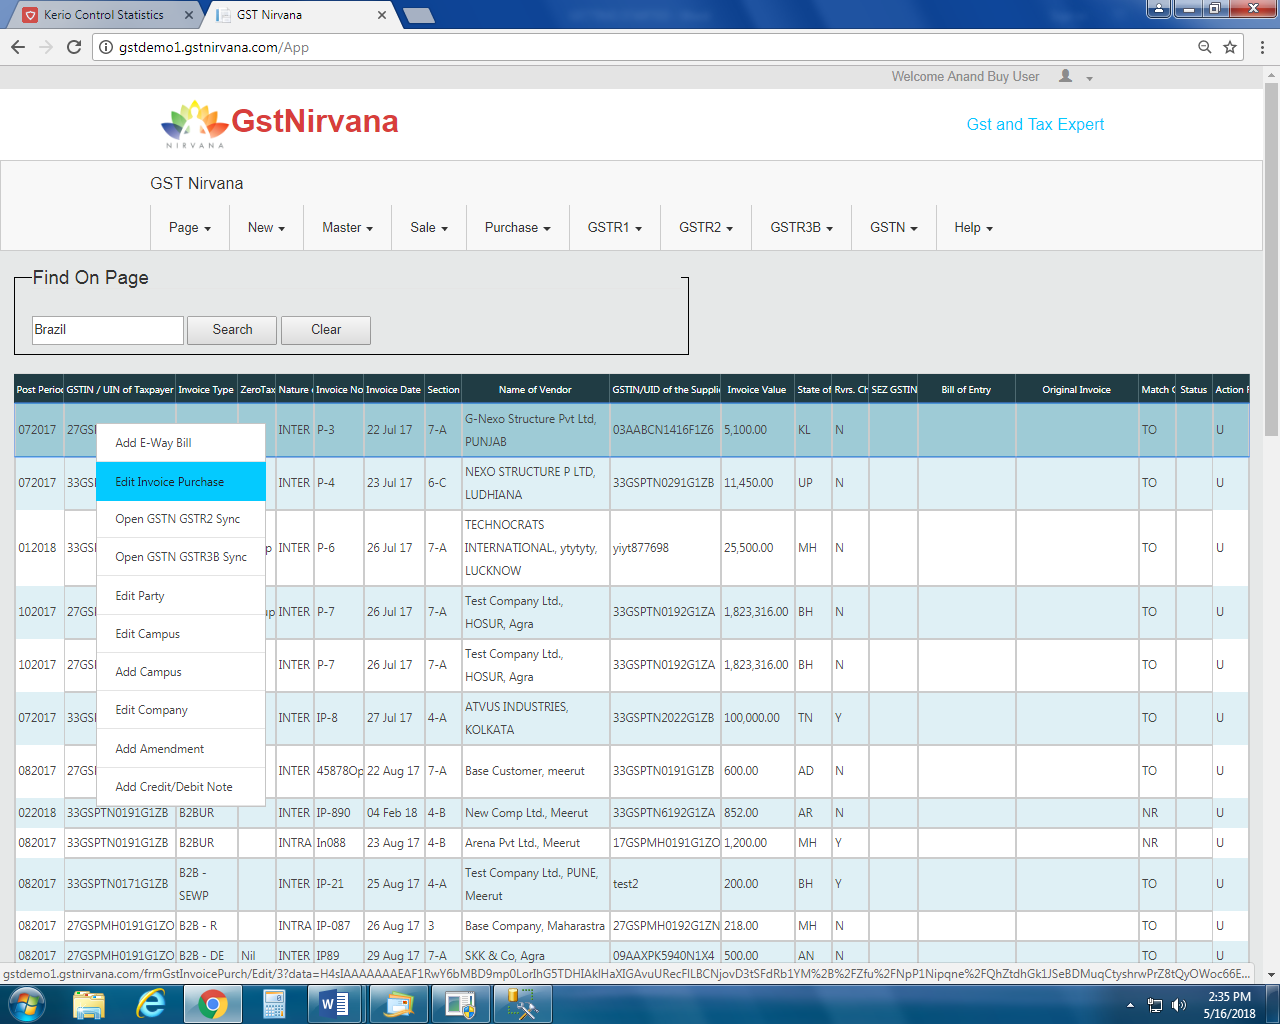 Kerio Control Statistics
GST Nirvana
gstdemo1.gstnirvana.com/App
Welcome Anand Buy User
NIRVANA
GstNirvana
Gst and Tax Expert
GST Nirvana
Page New Master Sale Purchase GSTR1 GSTR2 GSTR3B GSTN Help
Find On Page
Brazil Search Clear
Post Period GSTIN / UIN of Taxpayer Invoice Type ZeroTax Nature Invoice No Invoice Date Section Name of Vendor GSTIN/UID of the Supplie Invoice Value State of Rvrs. Ch SEZ GSTIN Bill of Entry Original Invoice Match Status Action
072017 27GSI INTER P-3 22 Jul 17 7-A G-Nexo Structure Pvt Ltd, PUNJAB 03AABCN1416F1Z6 5,100.00 KL N TO U
072017 33GSI INTER P-4 23 Jul 17 6-C NEXO STRUCTURE P LTD, LUDHIANA 33GSPTN0291G1ZB 11,450.00 UP N TO U
012018 33GSI p INTER P-6 26 Jul 17 7-A TECHNOCRATS INTERNATIONAL, ytytyty, LUCKNOW yiyt877698 25,500.00 MH N TO U
102017 27GSI up INTER P-7 26 Jul 17 7-A Test Company Ltd., HOSUR, Agra 33GSPTN0192G1ZA 1,823,316.00 BH N TO U
102017 27GSI INTER P-7 26 Jul 17 7-A Test Company Ltd., HOSUR, Agra 33GSPTN0192G1ZA 1,823,316.00 BH N TO U
072017 33GSI INTER IP-8 27 Jul 17 4-A ATVUS INDUSTRIES, KOLKATA 33GSPTN2022G1ZB 100,000.00 TN Y TO U
082017 27GSI INTER 45878Op 22 Aug 17 7-A Base Customer, meerut 33GSPTN0191G1ZB 600.00 AD N TO U
022018 33GSPTN0191G1ZB B2BUR INTER IP-890 04 Feb 18 4-B New Comp Ltd., Meerut 33GSPTN6192G1ZA 852.00 AR N NR U
082017 33GSPTN0191G1ZB B2BUR INTRA In088 23 Aug 17 4-B Arena Pvt Ltd., Meerut 17GSPMH0191G1ZO 1,200.00 MH Y NR U
082017 33GSPTN0171G1ZB B2B - SEWP INTER IP-21 25 Aug 17 4-A Test Company Ltd., PUNE, Meerut test2 200.00 BH Y TO U
082017 27GSPMH0191G1ZO B2B - R INTRA IP-087 26 Aug 17 3 Base Company, Maharastra 27GSPMH0192G1ZN 218.00 MH N TO U
082017 27GSPMH0191G1ZO B2B - DE Nil INTER IP89 29 Aug 17 7-A SKK & Co, Agra 09AAXPK5940N1X4 500.00 AN N TO U
Add E-Way Bill
Edit Invoice Purchase
Open GSTN GSTR2 Sync
Open GSTN GSTR3B Sync
Edit Party
Edit Campus
Add Campus
Edit Company
Add Amendment
Add Credit/Debit Note
gstdemo1.gstnirvana.com/frmGstInvoicePurch/Edit/3?data=H4sIAAAAAAAEAF1RwY6bMBD9mp0LorIhG5TDHIAklHaXIGAvuURecFILBCNjovD3tSFdRb1YM%2B%2FZfu%2FNpP1Nipqne%2FQhZtdhGk1JSeBDMuqCtyshrwPrZ8tQyOWoc66E...
2:35 PM
5/16/2018